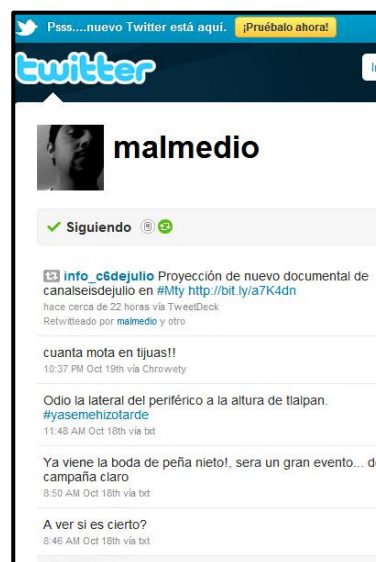 Psss....nuevo Twitter está aquí. ¡Pruébalo ahora!
twitter
malmedio
Siguiendo
info_c6dejulio Proyección de nuevo documental de
canalseisdejulio en #Mty http://bit.ly/a7K4dn
hace cerca de 22 horas vía TweetDeck
Retwitteado por malmedio y otro
cuanta mota en tijuas!!
10:37 PM Oct 19th vía Chrowety
Odio la lateral del periférico a la altura de tlalpan.
#yasemehizotarde
11:48 AM Oct 18th vía txt
Ya viene la boda de peña nieto!, sera un gran evento... d
campaña claro
8:50 AM Oct 18th vía txt
A ver si es cierto?
8:46 AM Oct 18th vía txt